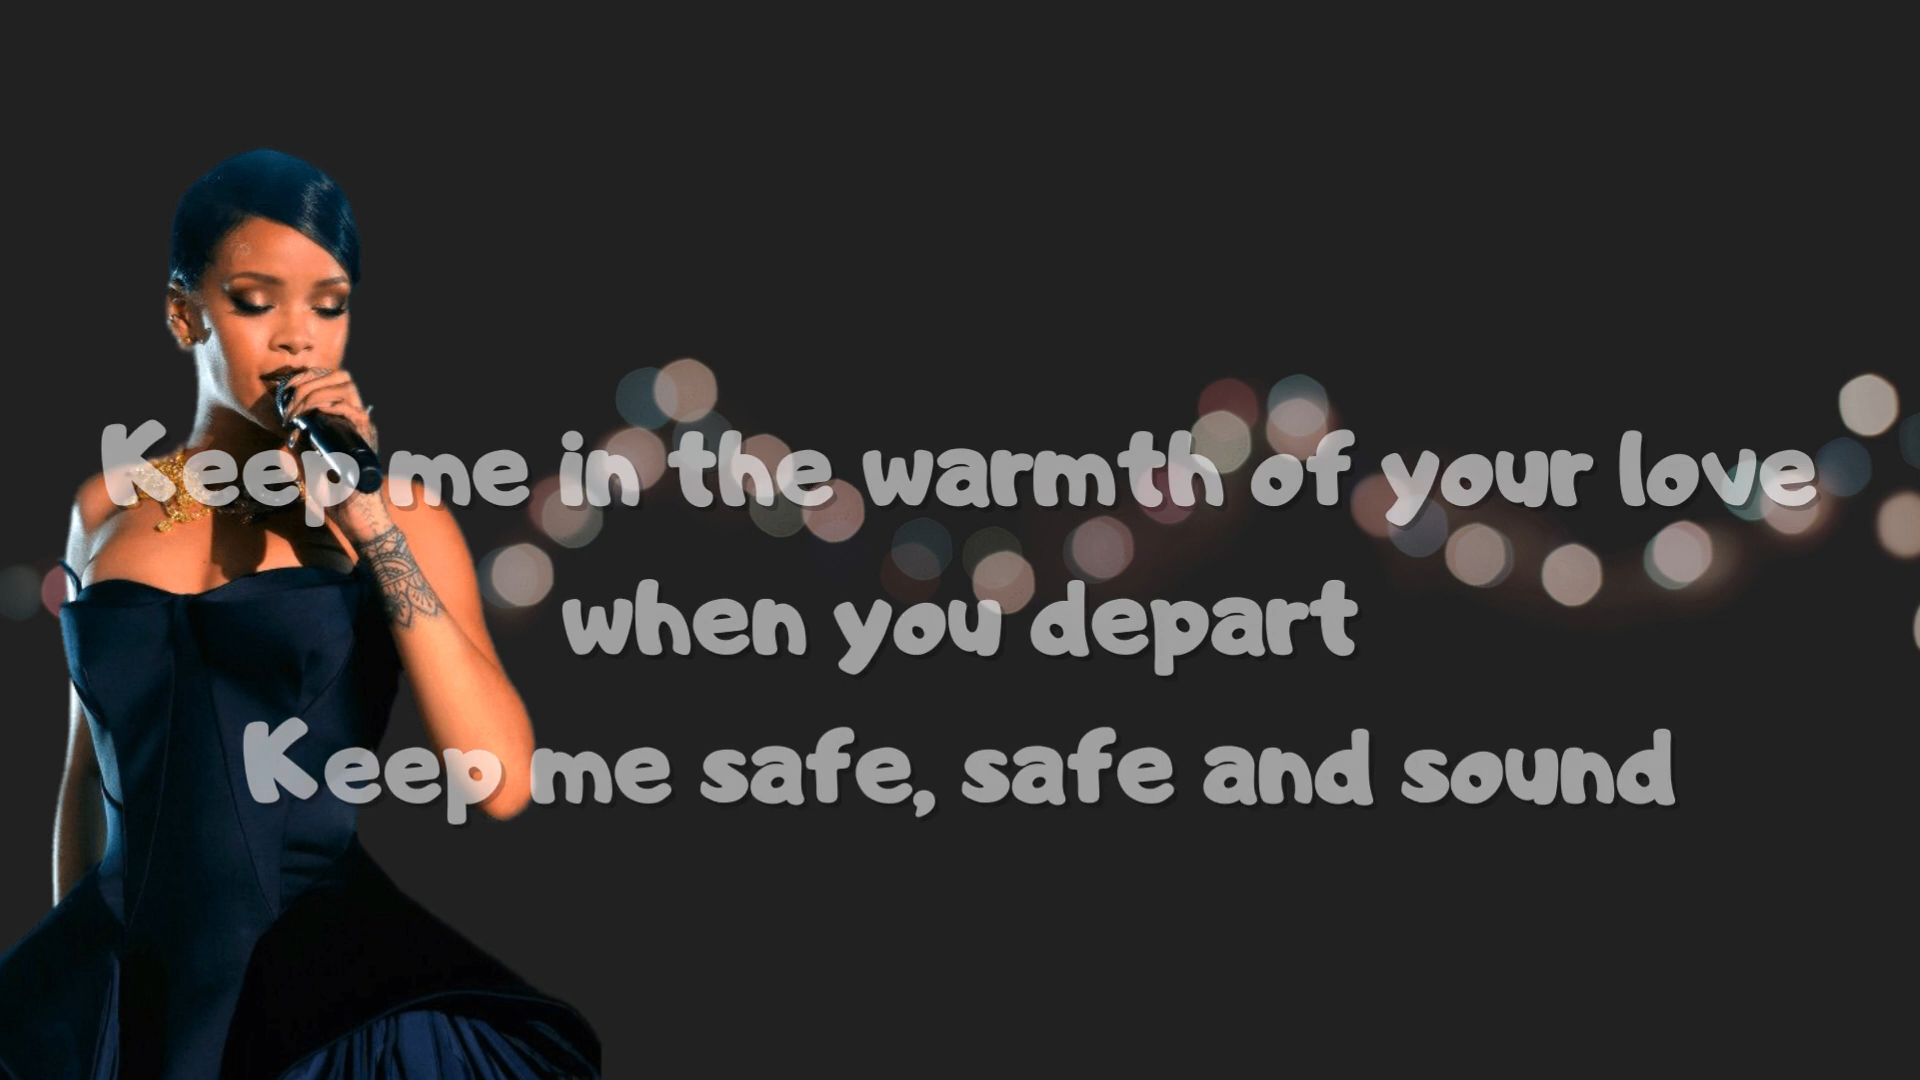 Keep me in the warmth of your love
when you depart
Keep me safe, safe and sound